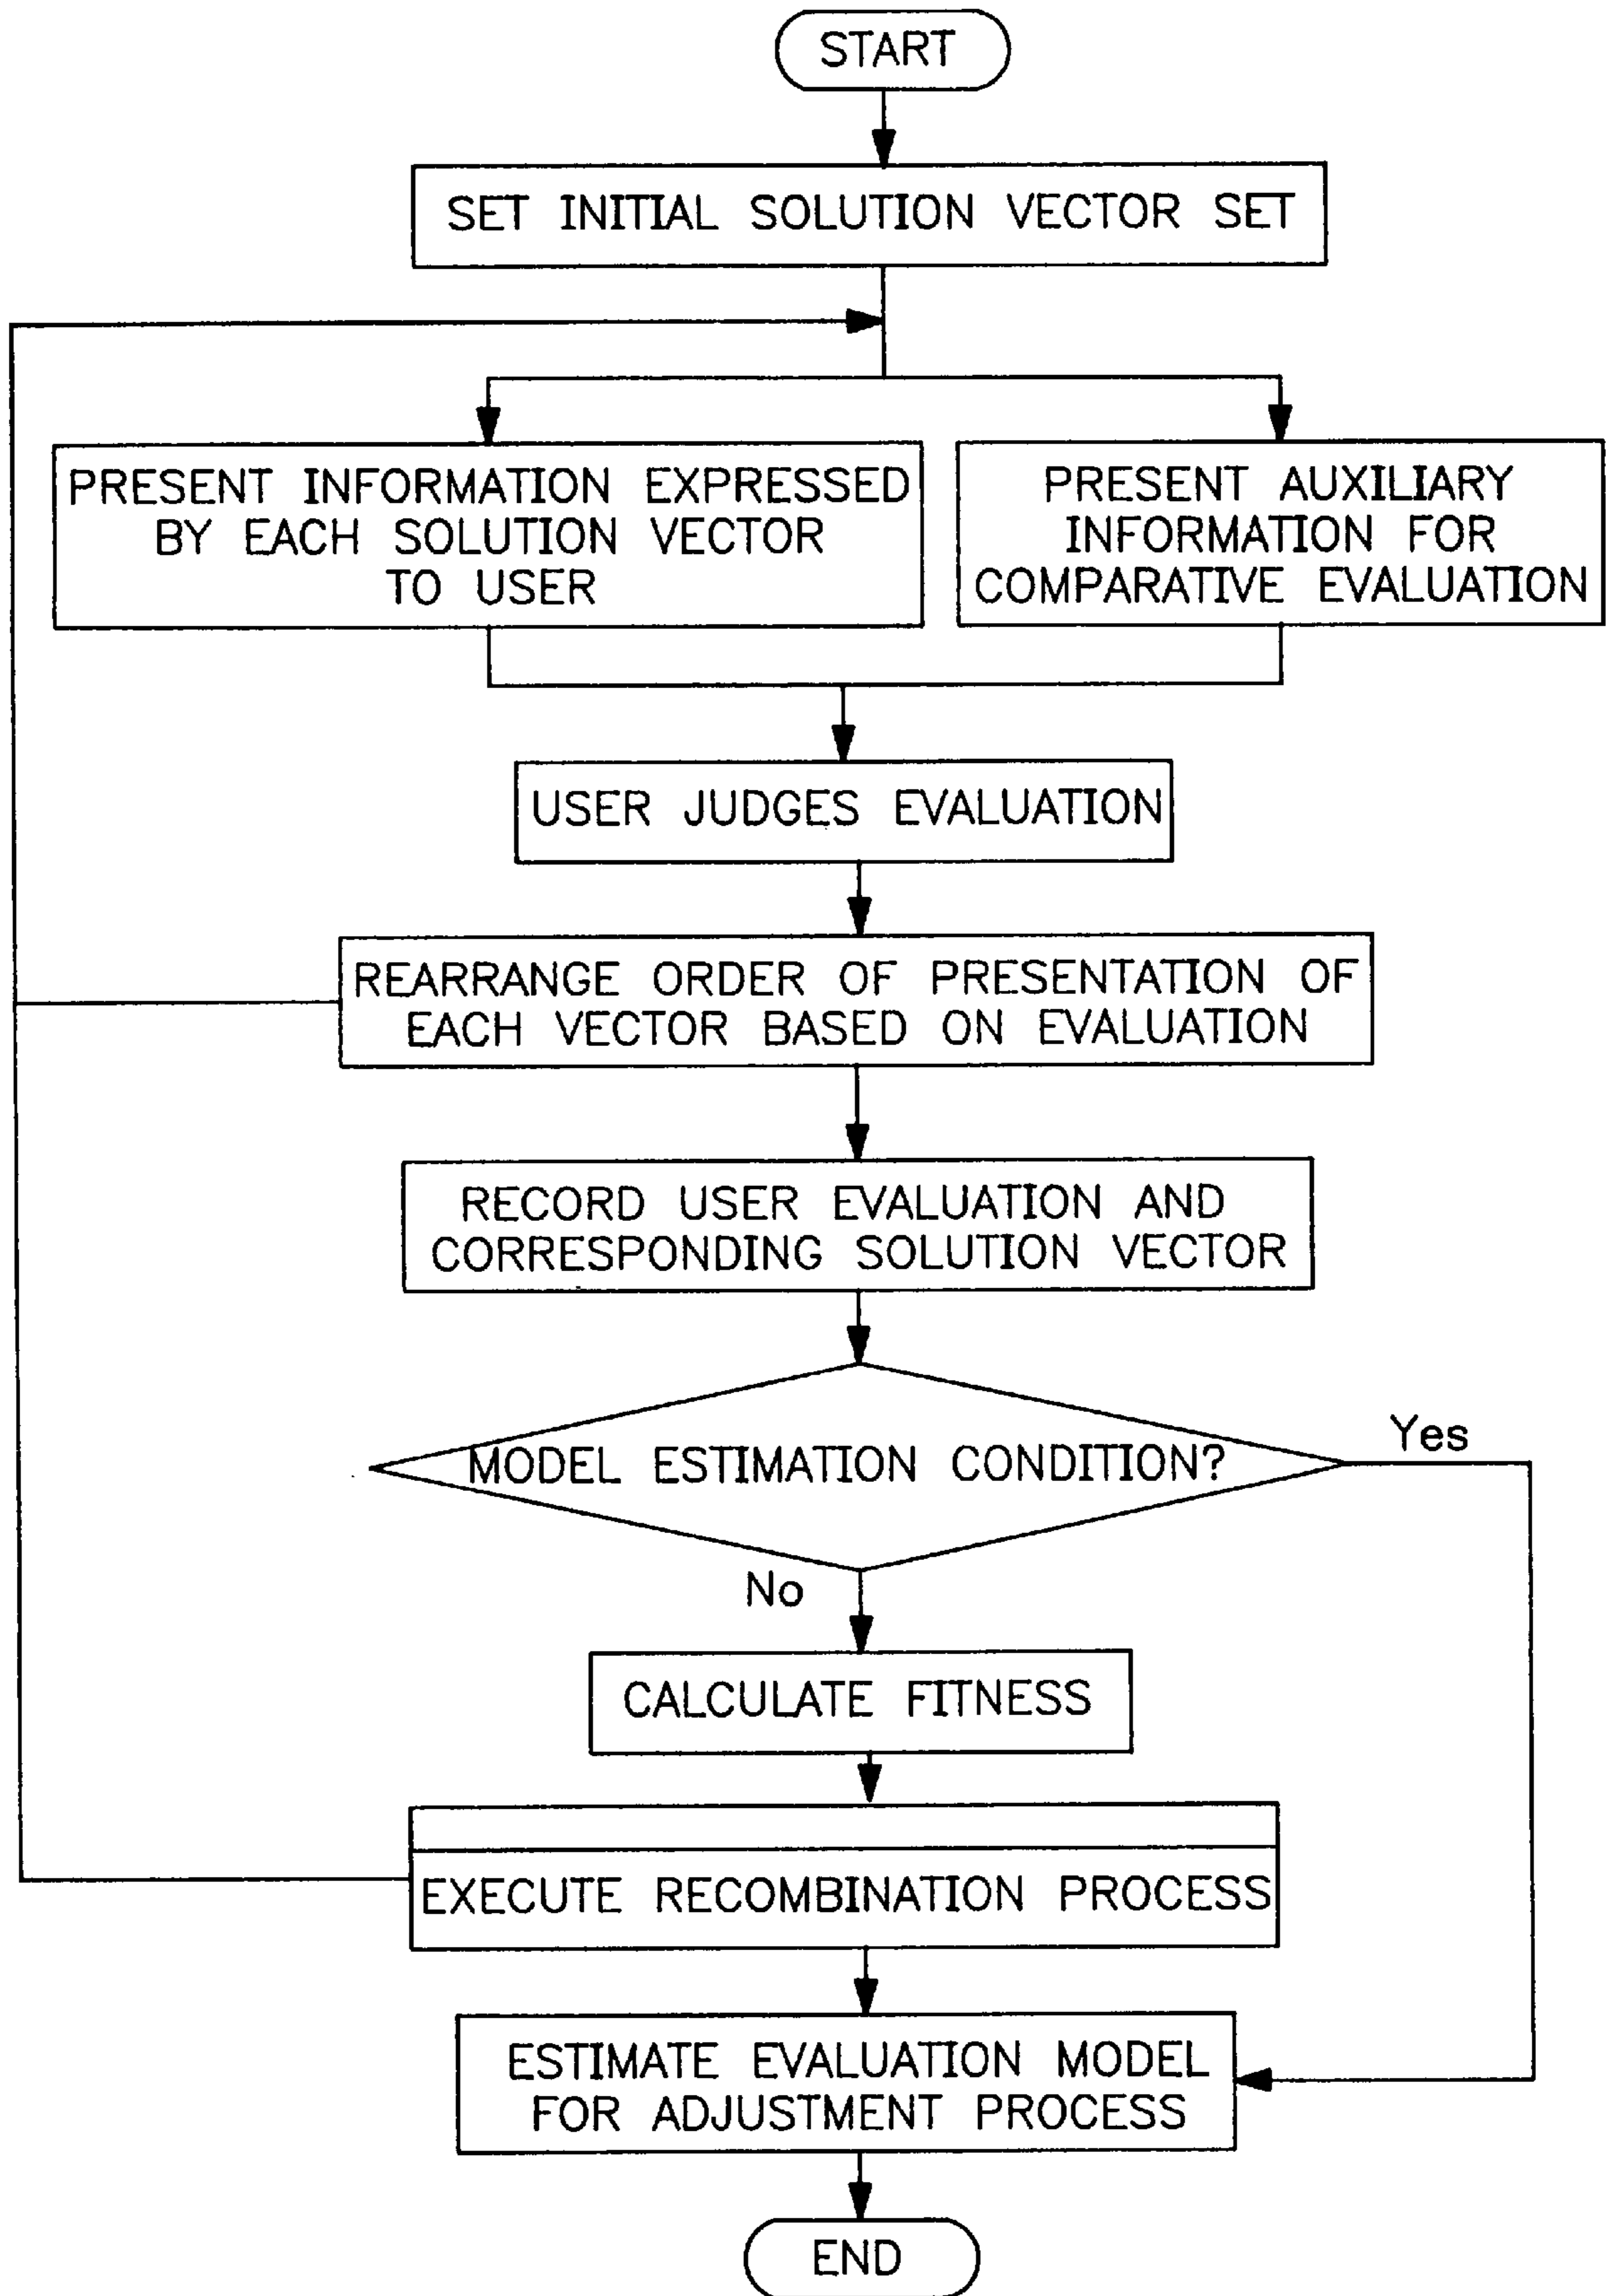 START
SET INITIAL SOLUTION VECTOR SET
PRESENT INFORMATION EXPRESSED
BY EACH SOLUTION VECTOR
TO USER
PRESENT AUXILIARY
INFORMATION FOR
COMPARATIVE EVALUATION
USER JUDGES EVALUATION
REARRANGE ORDER OF PRESENTATION OF
EACH VECTOR BASED ON EVALUATION
RECORD USER EVALUATION AND
CORRESPONDING SOLUTION VECTOR
MODEL ESTIMATION CONDITION?
Yes
No
CALCULATE FITNESS
EXECUTE RECOMBINATION PROCESS
ESTIMATE EVALUATION MODEL
FOR ADJUSTMENT PROCESS
END